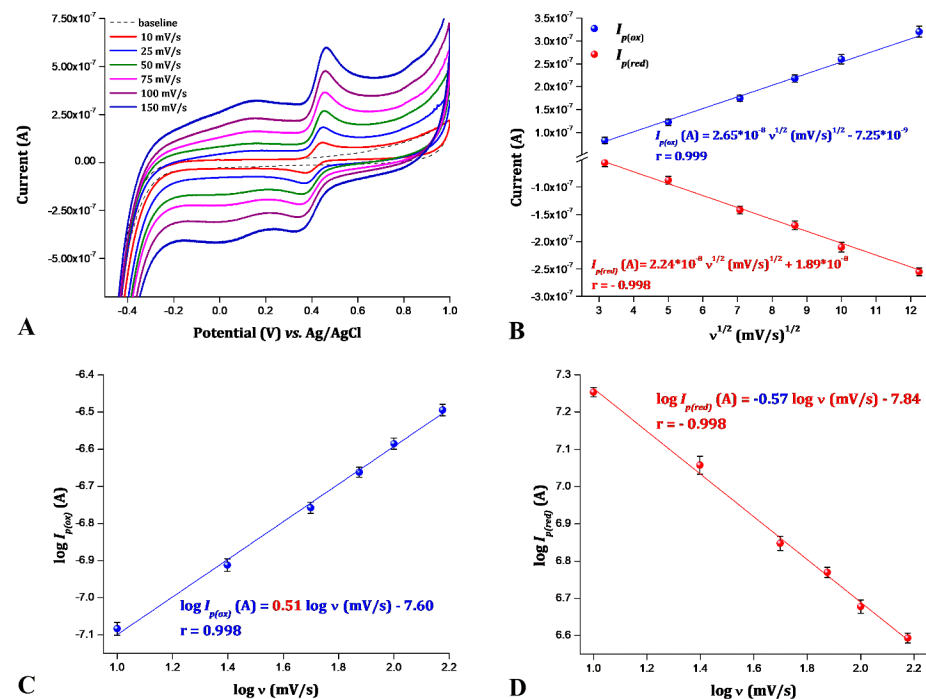 7.50x10⁻⁷
5.00x10⁻⁷
2.50x10⁻⁷
0.00
-2.50x10⁻⁷
-5.00x10⁻⁷
Current (A)
baseline
10 mV/s
25 mV/s
50 mV/s
75 mV/s
100 mV/s
150 mV/s
-0.4 -0.2 0.0 0.2 0.4 0.6 0.8 1.0
Potential (V) vs. Ag/AgCl
A
3.5x10⁻⁷
3.0x10⁻⁷
2.5x10⁻⁷
2.0x10⁻⁷
1.5x10⁻⁷
1.0x10⁻⁷
5.0x10⁻⁸
-1.0x10⁻⁷
-1.5x10⁻⁷
-2.0x10⁻⁷
-2.5x10⁻⁷
-3.0x10⁻⁷
Current (A)
I p(ox)
I p(red)
I p(ox) (A) = 2.65*10⁻⁸ ν^1/2 (mV/s)^1/2 - 7.25*10⁻⁹
r = 0.999
I p(red) (A) = 2.24*10⁻⁸ ν^1/2 (mV/s)^1/2 + 1.89*10⁻⁸
r = - 0.998
3 4 5 6 7 8 9 10 11 12
ν^1/2 (mV/s)^1/2
B
-6.4
-6.5
-6.6
-6.7
-6.8
-6.9
-7.0
-7.1
log I p(ox) (A)
log I p(ox) (A) = 0.51 log ν (mV/s) - 7.60
r = 0.998
1.0 1.2 1.4 1.6 1.8 2.0 2.2
log ν (mV/s)
C
7.3
7.2
7.1
7.0
6.9
6.8
6.7
6.6
log I p(red) (A)
log I p(red) (A) = -0.57 log ν (mV/s) - 7.84
r = - 0.998
1.0 1.2 1.4 1.6 1.8 2.0 2.2
log ν (mV/s)
D